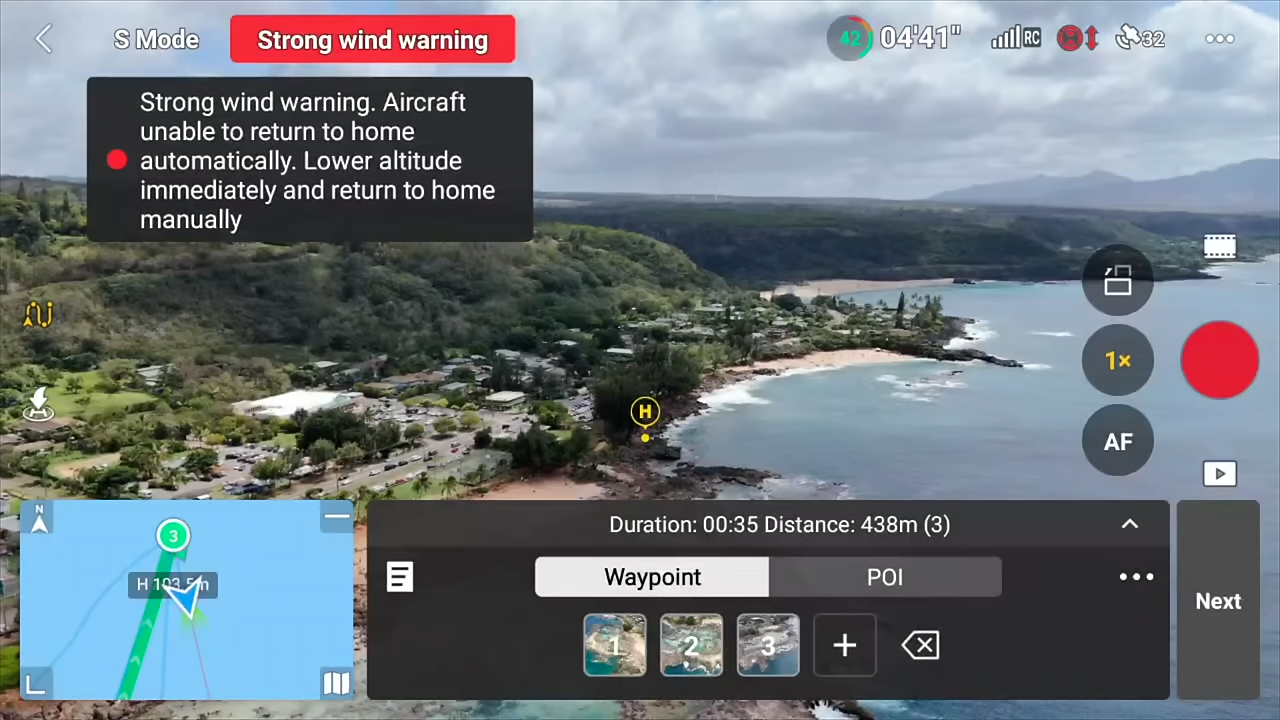 S Mode
Strong wind warning
42
04'41"
RC
H
32
Strong wind warning. Aircraft
unable to return to home
automatically. Lower altitude
immediately and return to home
manually
1×
H
AF
N
3
H 103.5m
Duration: 00:35 Distance: 438m (3)
Waypoint
POI
1
2
3
Next